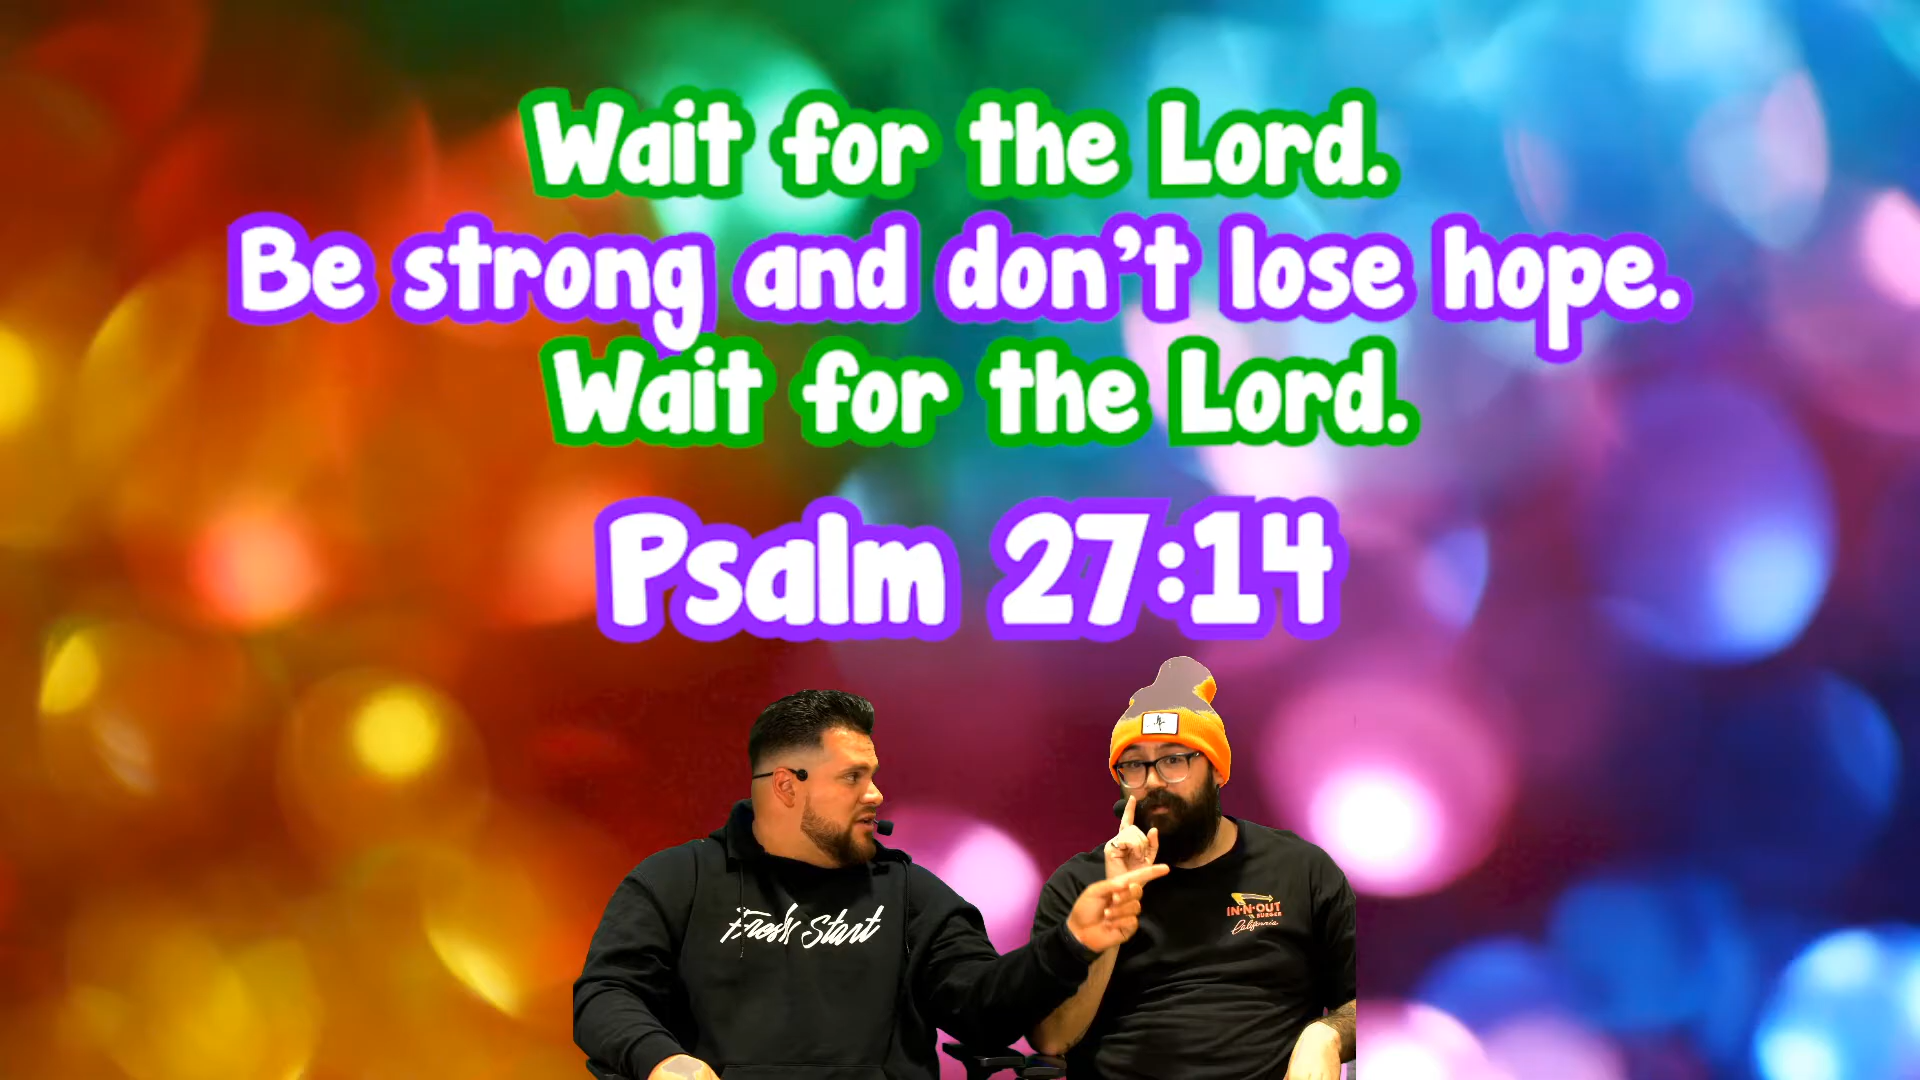 Wait for the Lord.
Be strong and don't lose hope.
Wait for the Lord.
Psalm 27:14
Fresh Start
IN-N-OUT
BURGER
California